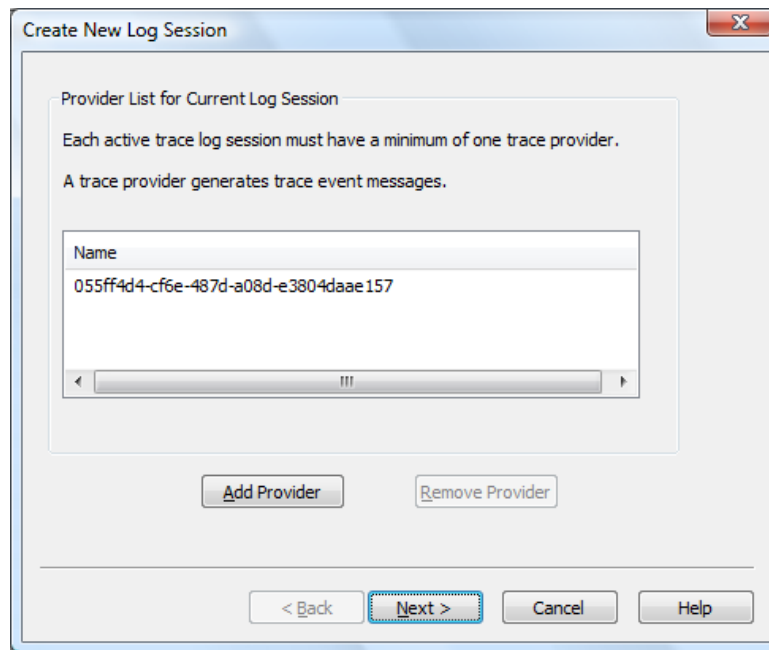 Create New Log Session
Provider List for Current Log Session
Each active trace log session must have a minimum of one trace provider.
A trace provider generates trace event messages.
Name
055ff4d4-cf6e-487d-a08d-e3804daae157
Add Provider
Remove Provider
< Back
Next >
Cancel
Help